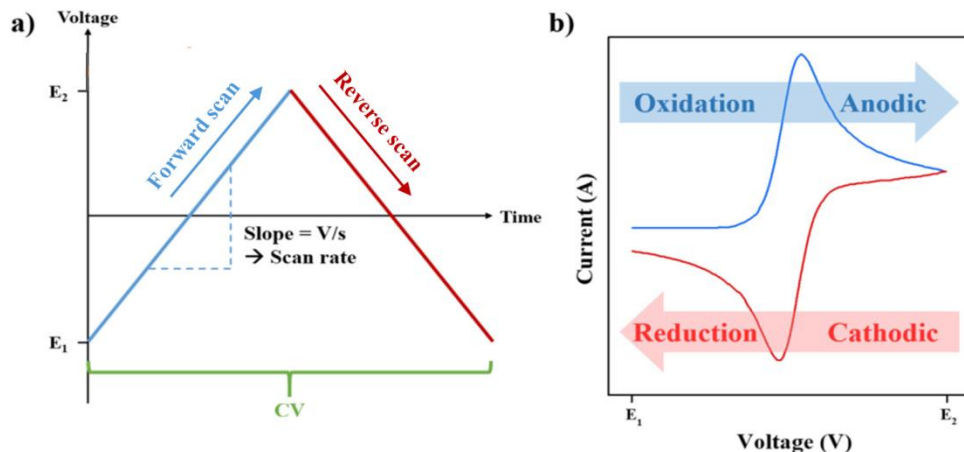 a)
Voltage
E₂
Forward scan
Reverse scan
Time
Slope = V/s
→ Scan rate
E₁
CV
b)
Oxidation Anodic
Current (A)
Reduction Cathodic
E₁ E₂
Voltage (V)